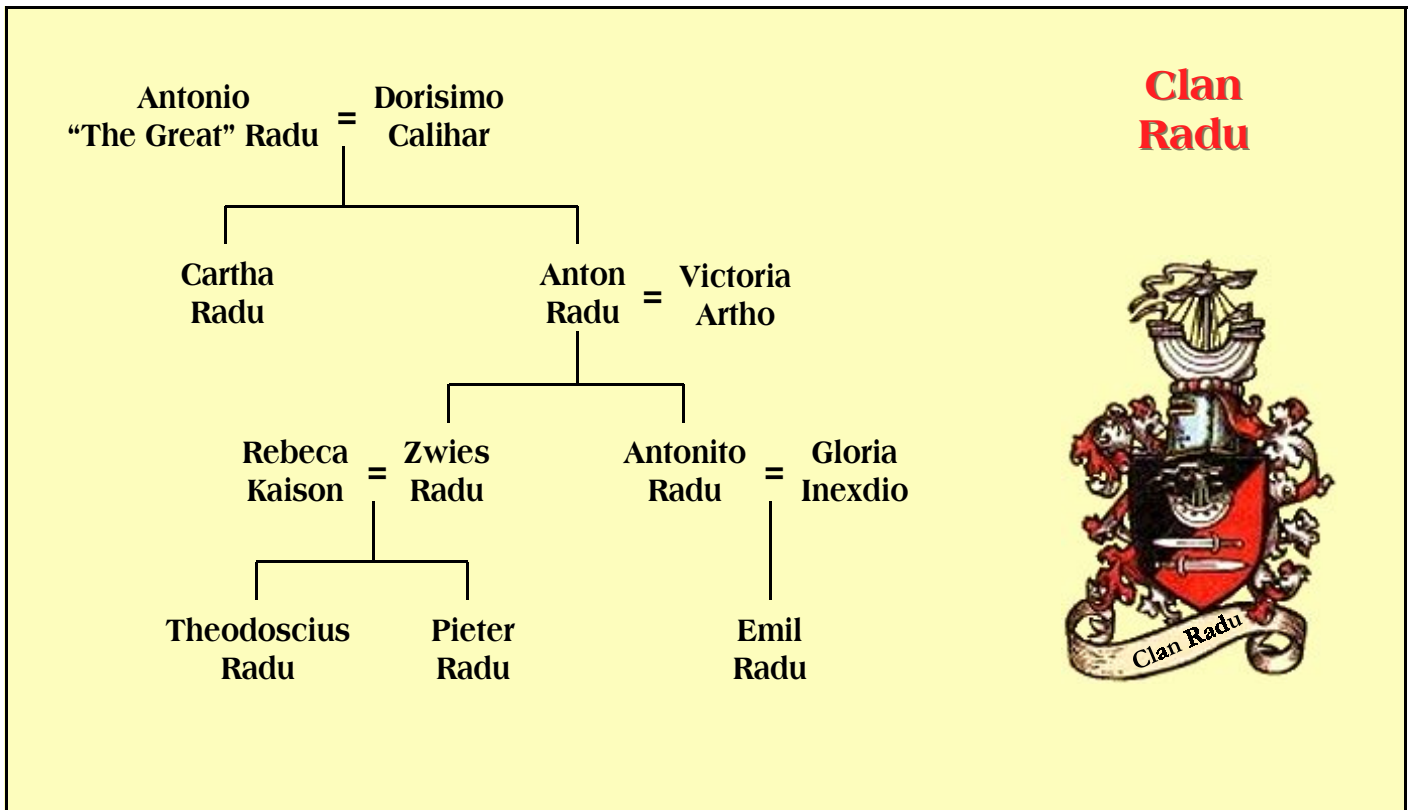 Clan
Radu
Antonio
“The Great” Radu
=
Dorisimo
Calihar
Cartha
Radu
Anton
Radu
=
Victoria
Artho
Rebeca
Kaison
=
Zwies
Radu
Antonito
Radu
=
Gloria
Inexdio
Theodoscius
Radu
Pieter
Radu
Emil
Radu
Clan Radu